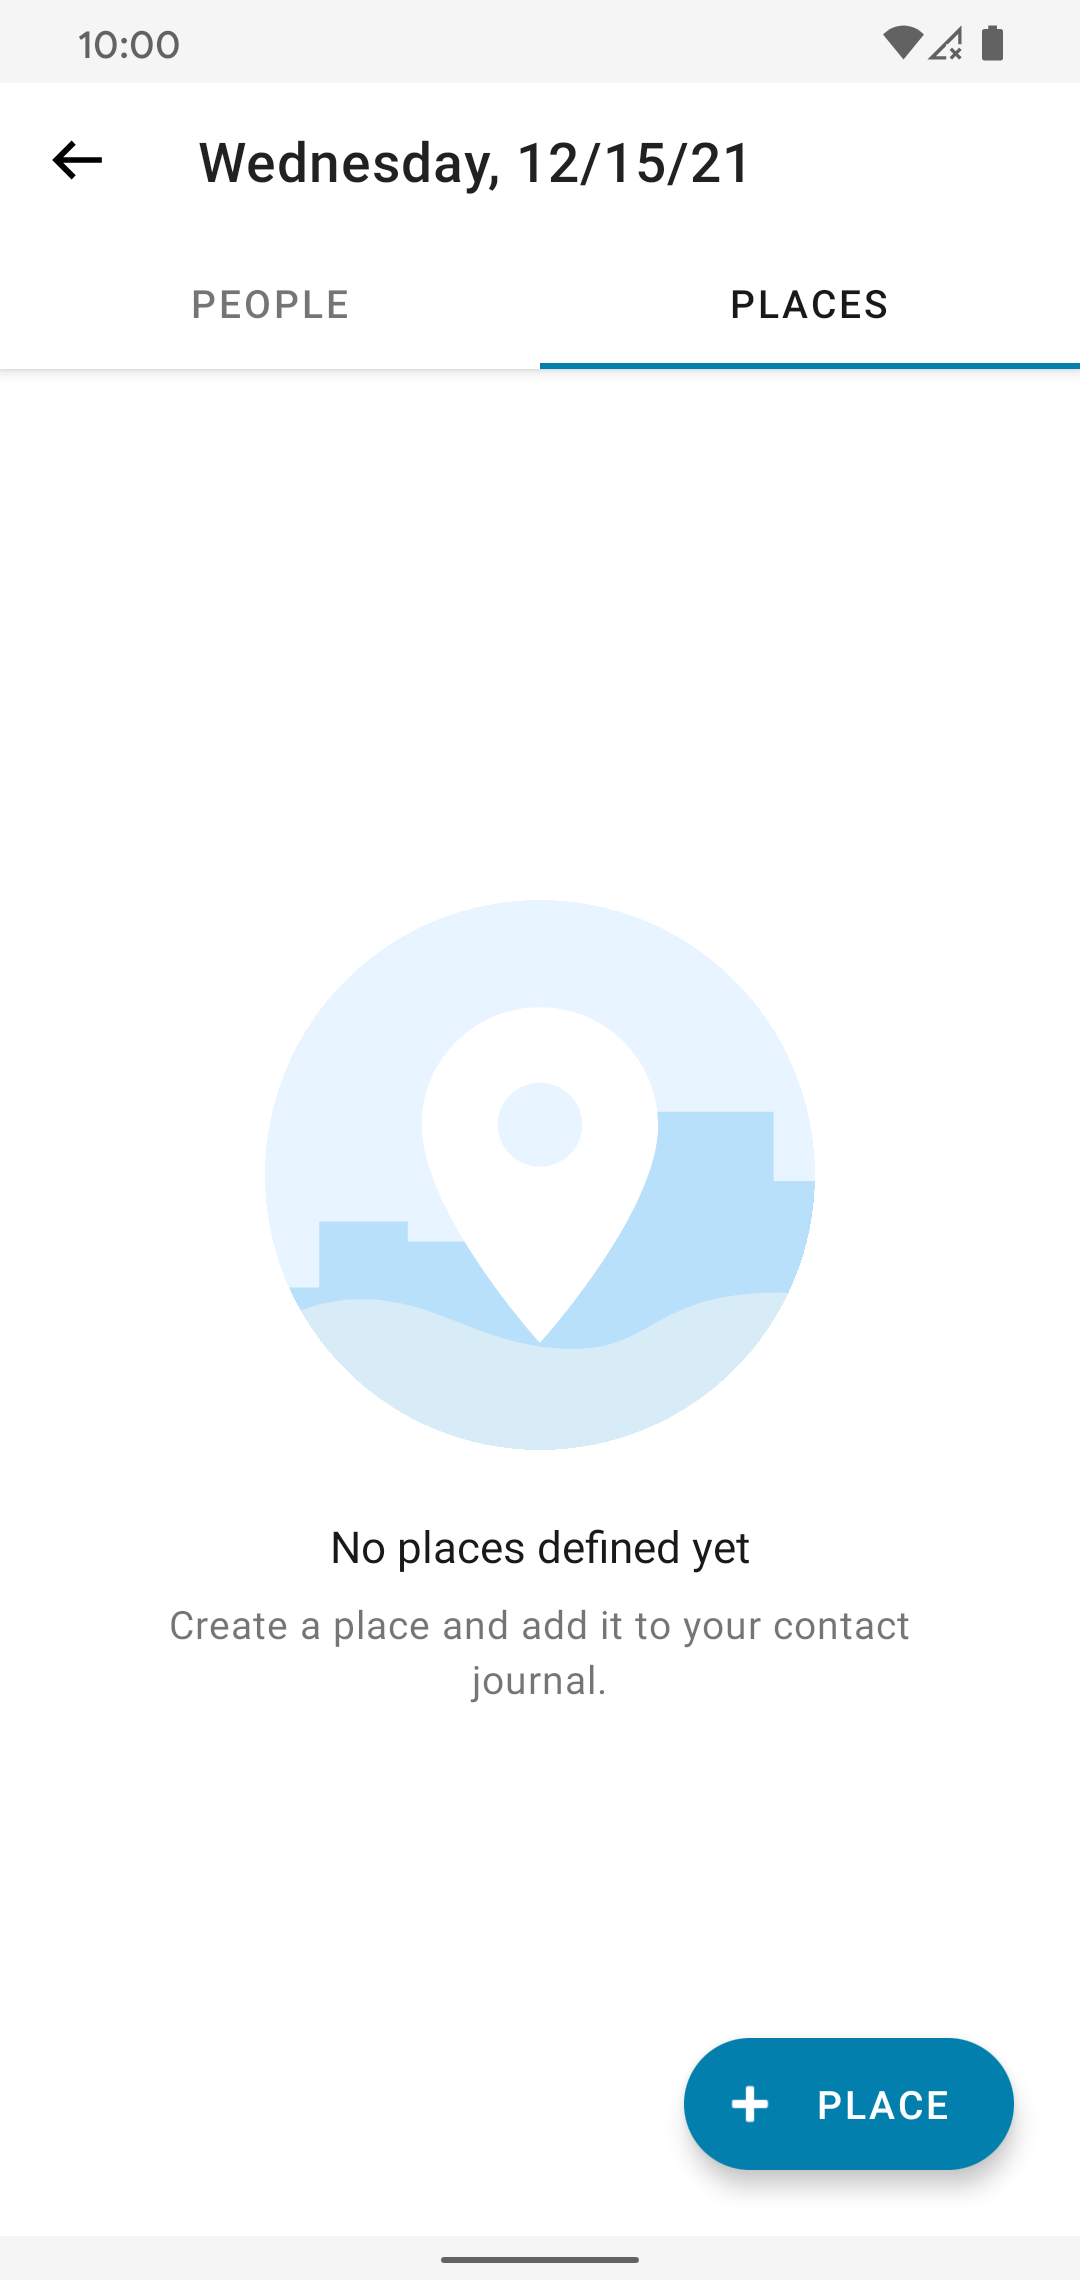 10:00
Wednesday, 12/15/21
PEOPLE
PLACES
No places defined yet
Create a place and add it to your contact
journal.
PLACE